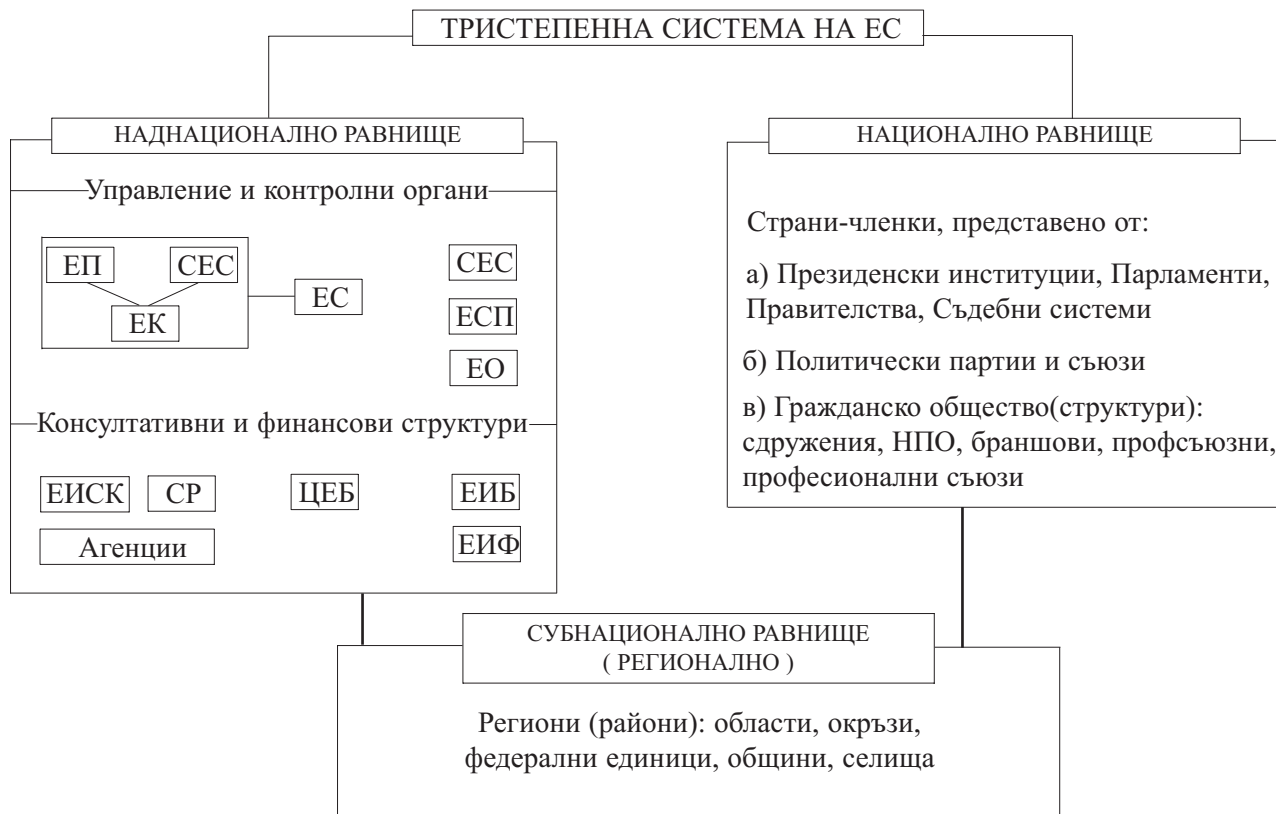 ТРИСТЕПЕННА СИСТЕМА НА ЕС
НАДНАЦИОНАЛНО РАВНИЩЕ
Управление и контролни органи
ЕП
СЕС
ЕК
ЕС
СЕС
ЕСП
ЕО
Консултативни и финансови структури
ЕИСК
СР
ЦЕБ
ЕИБ
Агенции
ЕИФ
НАЦИОНАЛНО РАВНИЩЕ
Страни-членки, представено от:
а) Президенски институции, Парламенти,
Правителства, Съдебни системи
б) Политически партии и съюзи
в) Гражданско общество(структури):
сдружения, НПО, браншови, профсъюзни,
професионални съюзи
СУБНАЦИОНАЛНО РАВНИЩЕ
( РЕГИОНАЛНО )
Региони (райони): области, окръзи,
федерални единици, общини, селища